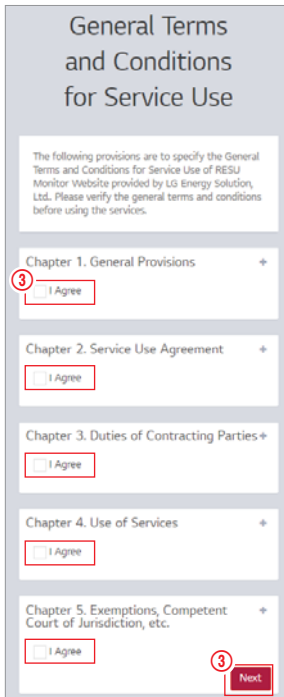 General Terms
and Conditions
for Service Use
The following provisions are to specify the General
Terms and Conditions for Service Use of RESU
Monitor Website provided by LG Energy Solution,
Ltd.. Please verify the general terms and conditions
before using the services.
Chapter 1. General Provisions +
③
I Agree
Chapter 2. Service Use Agreement +
I Agree
Chapter 3. Duties of Contracting Parties +
I Agree
Chapter 4. Use of Services +
I Agree
Chapter 5. Exemptions, Competent +
Court of Jurisdiction, etc.
I Agree
③
Next